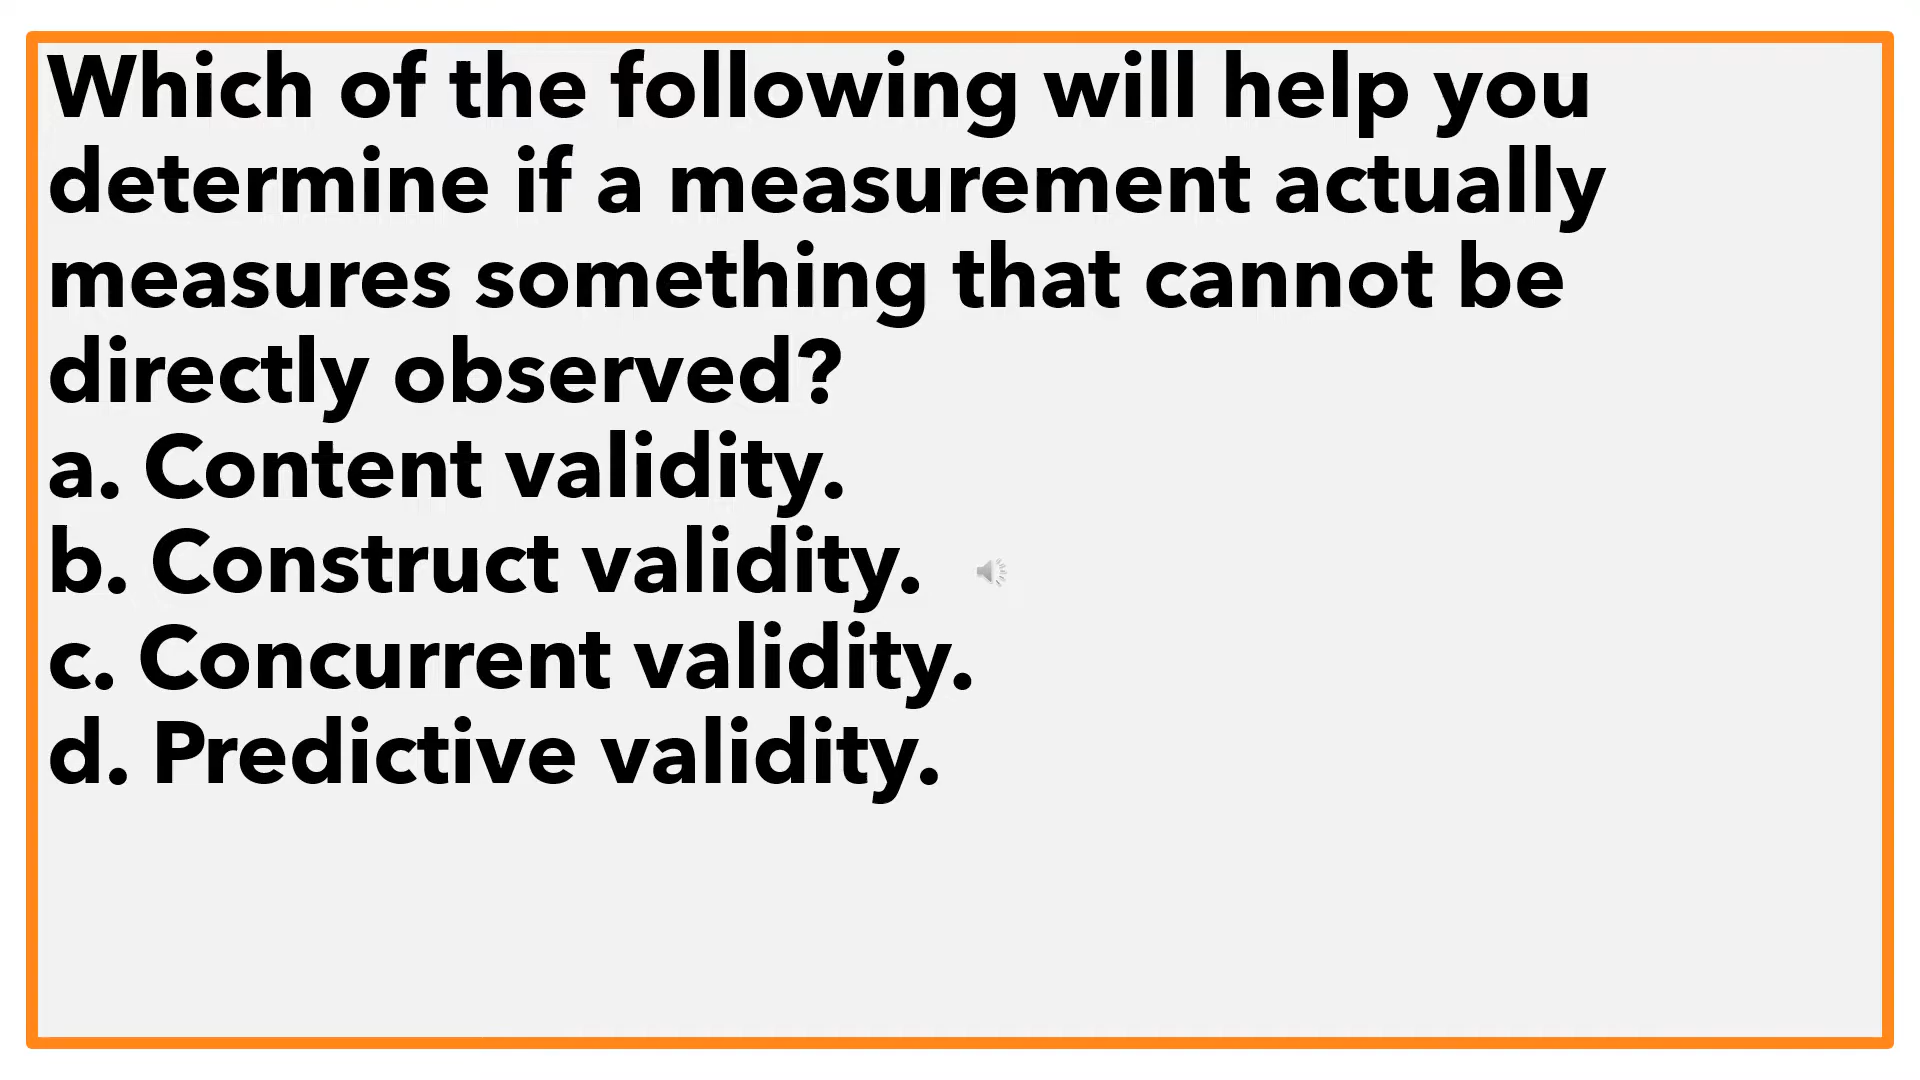 Which of the following will help you
determine if a measurement actually
measures something that cannot be
directly observed?
a. Content validity.
b. Construct validity.
c. Concurrent validity.
d. Predictive validity.